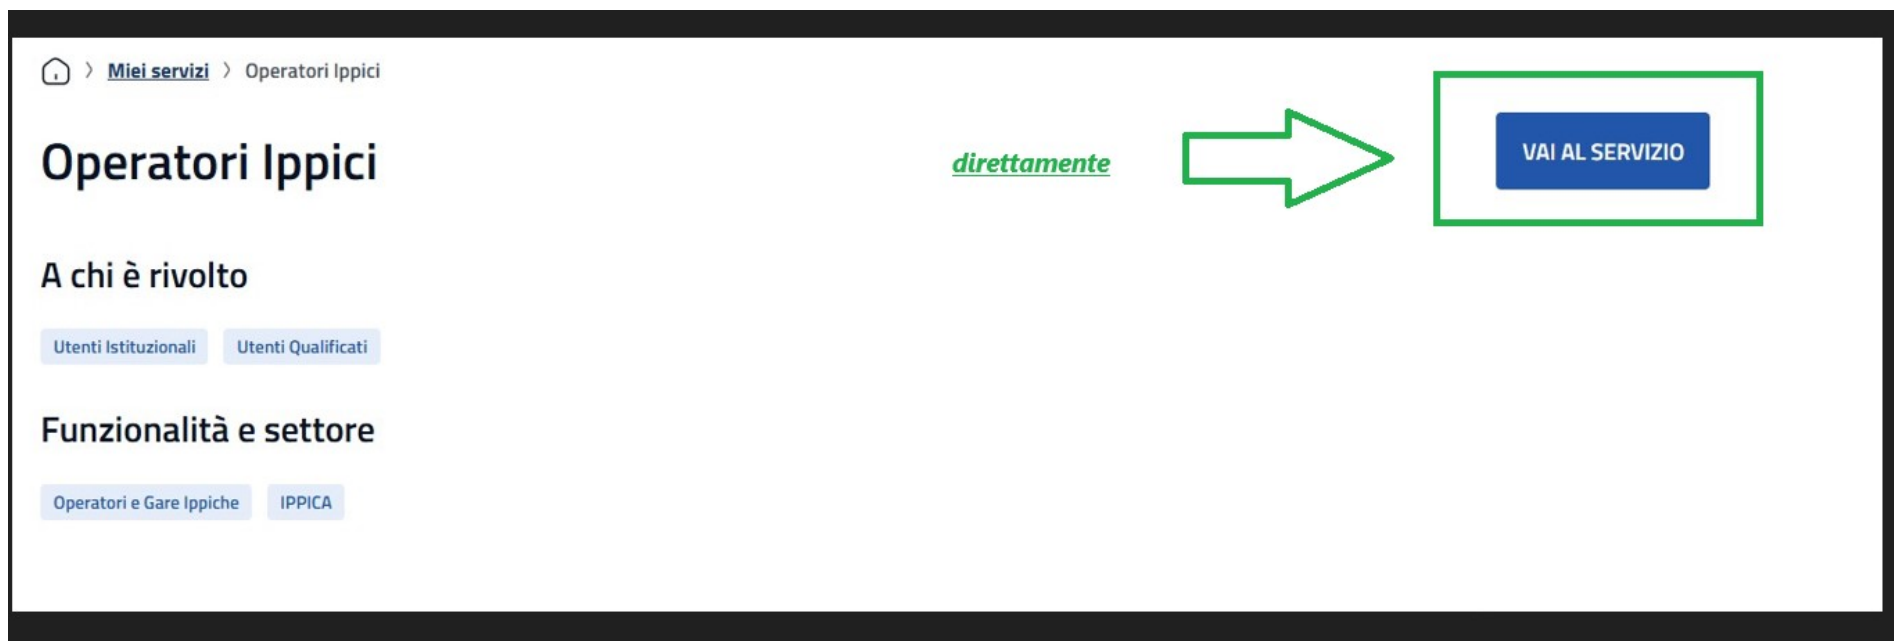 Miei servizi > Operatori Ippici
Operatori Ippici
direttamente
VAI AL SERVIZIO
A chi è rivolto
Utenti Istituzionali Utenti Qualificati
Funzionalità e settore
Operatori e Gare Ippiche IPPICA